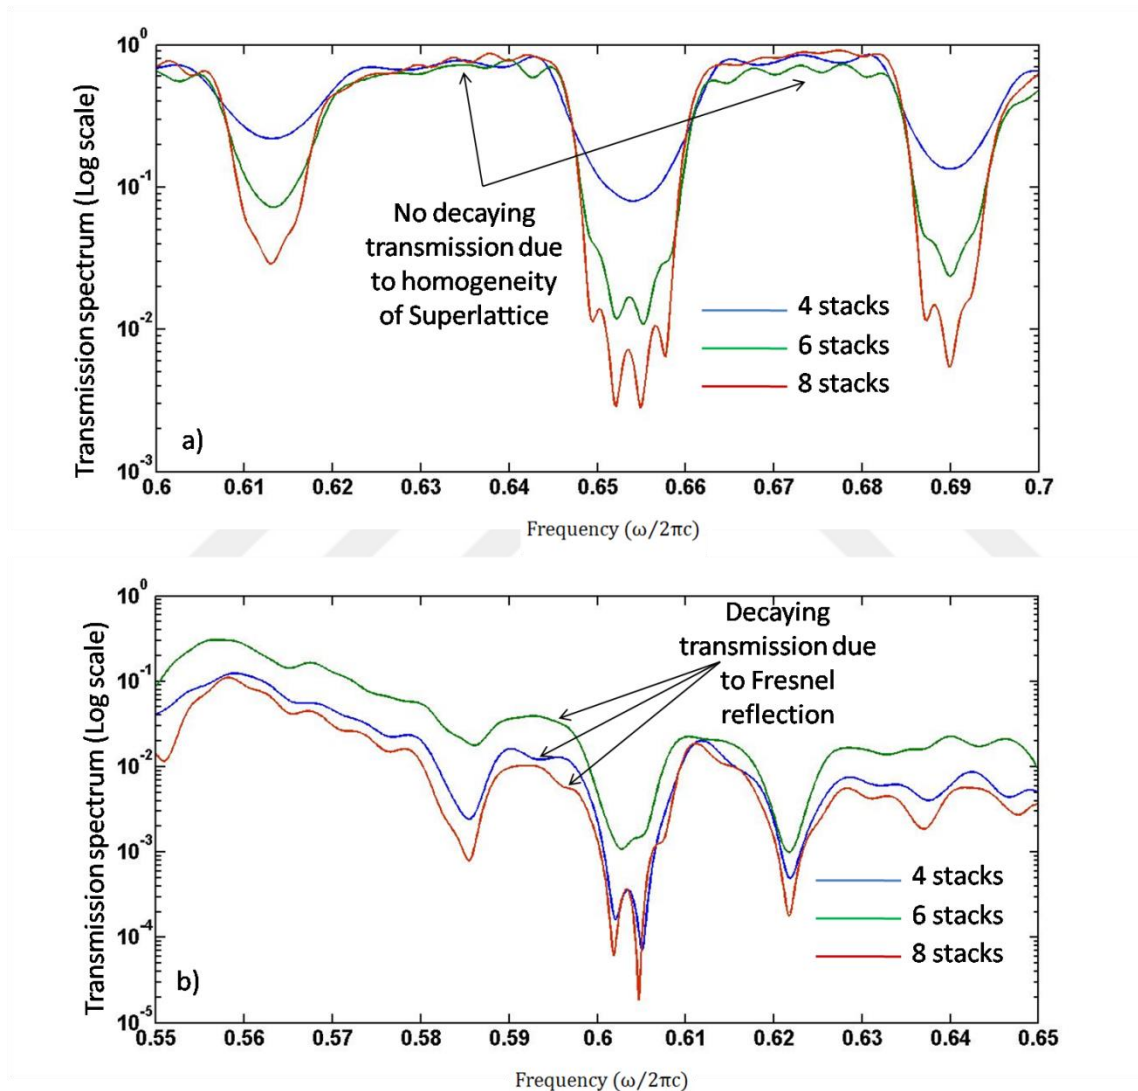 Transmission spectrum (Log scale)
10^0
10^-1
10^-2
10^-3
No decaying
transmission due
to homogeneity
of Superlattice
4 stacks
6 stacks
8 stacks
a)
0.6 0.61 0.62 0.63 0.64 0.65 0.66 0.67 0.68 0.69 0.7
Frequency (ω/2πc)
Transmission spectrum (Log scale)
10^0
10^-1
10^-2
10^-3
10^-4
10^-5
Decaying
transmission due
to Fresnel
reflection
4 stacks
6 stacks
8 stacks
b)
0.55 0.56 0.57 0.58 0.59 0.6 0.61 0.62 0.63 0.64 0.65
Frequency (ω/2πc)